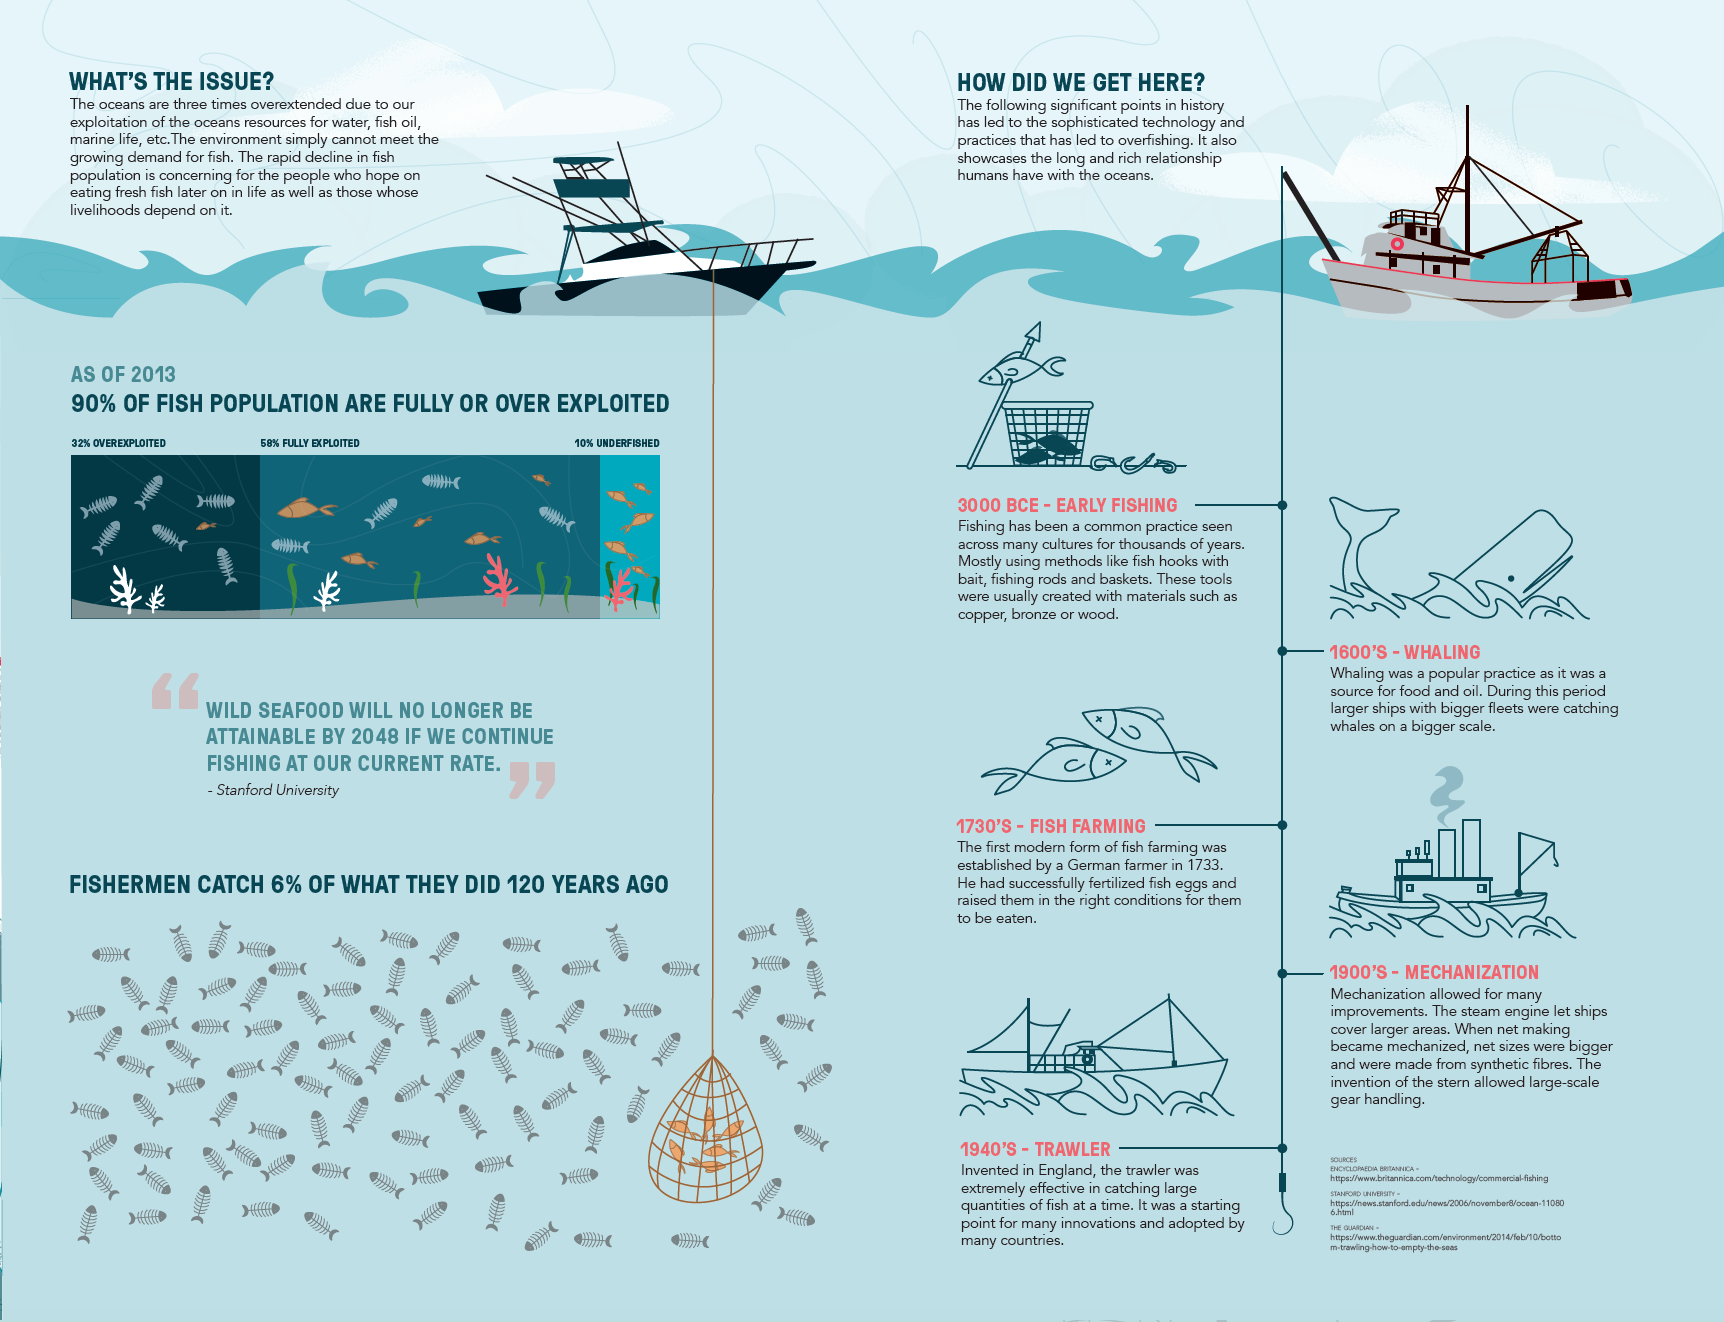 WHAT'S THE ISSUE?
The oceans are three times overextended due to our
exploitation of the oceans resources for water, fish oil,
marine life, etc.The environment simply cannot meet the
growing demand for fish. The rapid decline in fish
population is concerning for the people who hope on
eating fresh fish later on in life as well as those whose
livelihoods depend on it.
AS OF 2013
90% OF FISH POPULATION ARE FULLY OR OVER EXPLOITED
32% OVEREXPLOITED
58% FULLY EXPLOITED
10% UNDERFISHED
“
WILD SEAFOOD WILL NO LONGER BE
ATTAINABLE BY 2048 IF WE CONTINUE
FISHING AT OUR CURRENT RATE.
”
- Stanford University
FISHERMEN CATCH 6% OF WHAT THEY DID 120 YEARS AGO
HOW DID WE GET HERE?
The following significant points in history
has led to the sophisticated technology and
practices that has led to overfishing. It also
showcases the long and rich relationship
humans have with the oceans.
3000 BCE - EARLY FISHING
Fishing has been a common practice seen
across many cultures for thousands of years.
Mostly using methods like fish hooks with
bait, fishing rods and baskets. These tools
were usually created with materials such as
copper, bronze or wood.
1600'S - WHALING
Whaling was a popular practice as it was a
source for food and oil. During this period
larger ships with bigger fleets were catching
whales on a bigger scale.
1730'S - FISH FARMING
The first modern form of fish farming was
established by a German farmer in 1733.
He had successfully fertilized fish eggs and
raised them in the right conditions for them
to be eaten.
1900'S - MECHANIZATION
Mechanization allowed for many
improvements. The steam engine let ships
cover larger areas. When net making
became mechanized, net sizes were bigger
and were made from synthetic fibres. The
invention of the stern allowed large-scale
gear handling.
1940'S - TRAWLER
Invented in England, the trawler was
extremely effective in catching large
quantities of fish at a time. It was a starting
point for many innovations and adopted by
many countries.
SOURCES
ENCYCLOPAEDIA BRITANNICA -
https://www.britannica.com/technology/commercial-fishing
STANFORD UNIVERSITY -
https://news.stanford.edu/news/2006/november8/ocean-11080
6.html
THE GUARDIAN -
https://www.theguardian.com/environment/2014/feb/10/botto
m-trawling-how-to-empty-the-seas